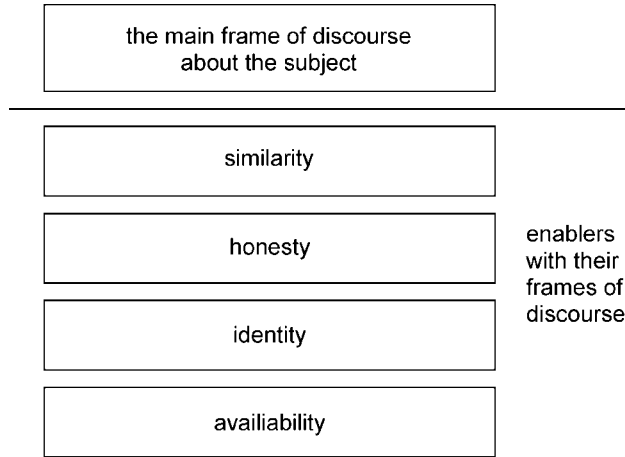 the main frame of discourse
about the subject
similarity
honesty
enablers
with their
frames of
discourse
identity
availiability